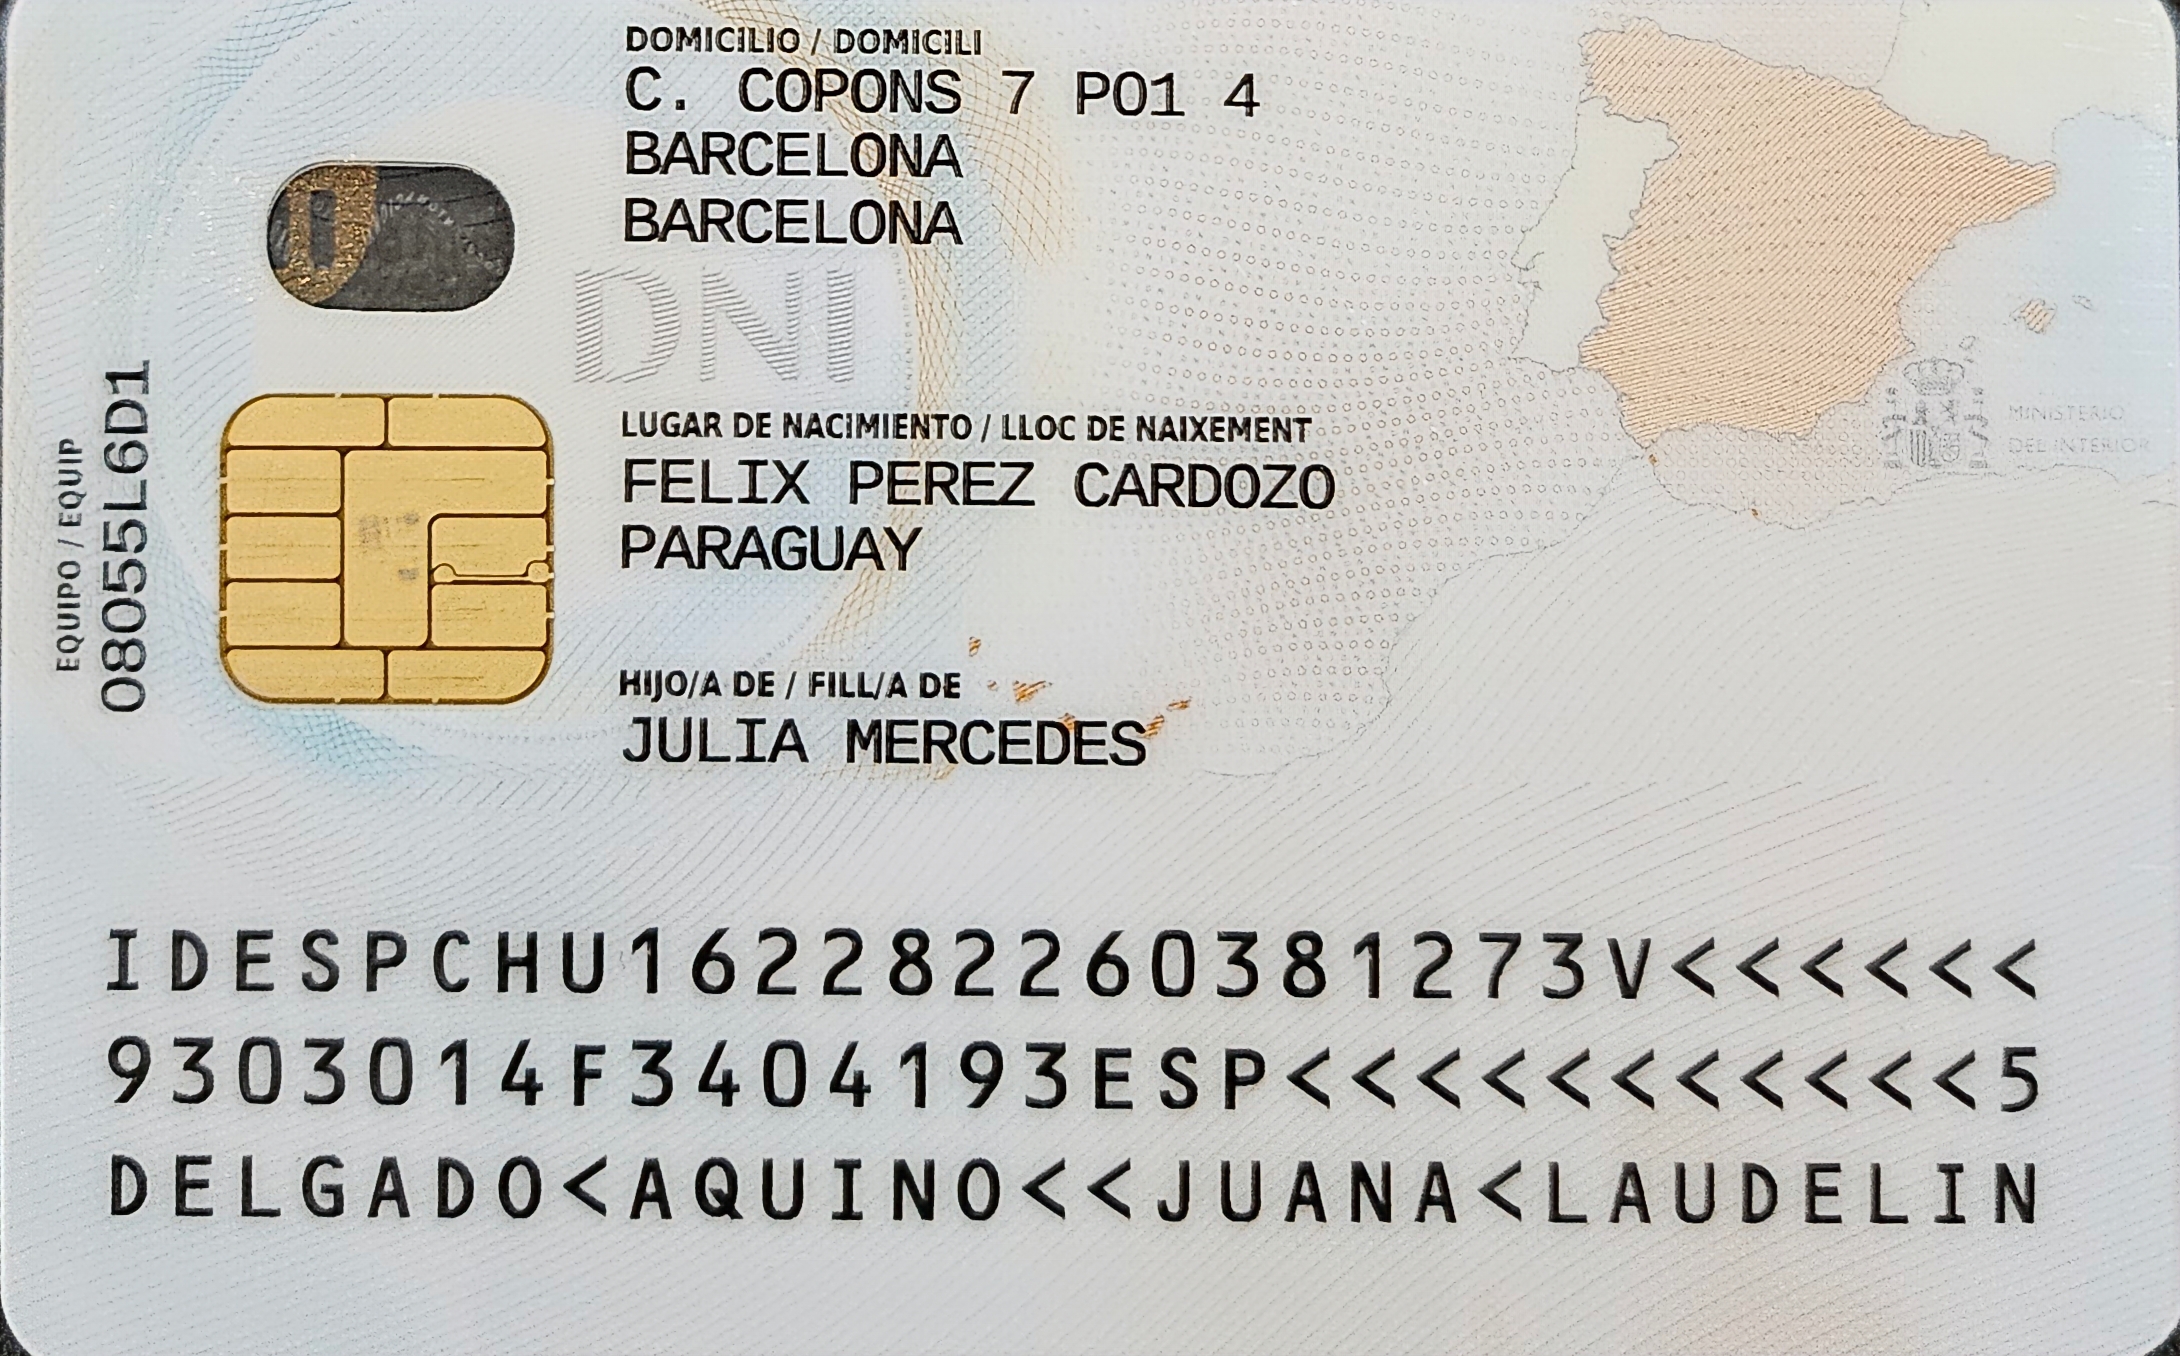 DOMICILIO / DOMICILI
C. COPONS 7 P01 4
BARCELONA
BARCELONA
DNI
EQUIPO / EQUIP
08055L6D1
LUGAR DE NACIMIENTO / LLOC DE NAIXEMENT
FELIX PEREZ CARDOZO
PARAGUAY
MINISTERIO
DEL INTERIOR
HIJO/A DE / FILL/A DE
JULIA MERCEDES
IDESPCHU162282260381273V<<<<<<
9303014F3404193ESP<<<<<<<<<<<5
DELGADO<AQUINO<<JUANA<LAUDELIN